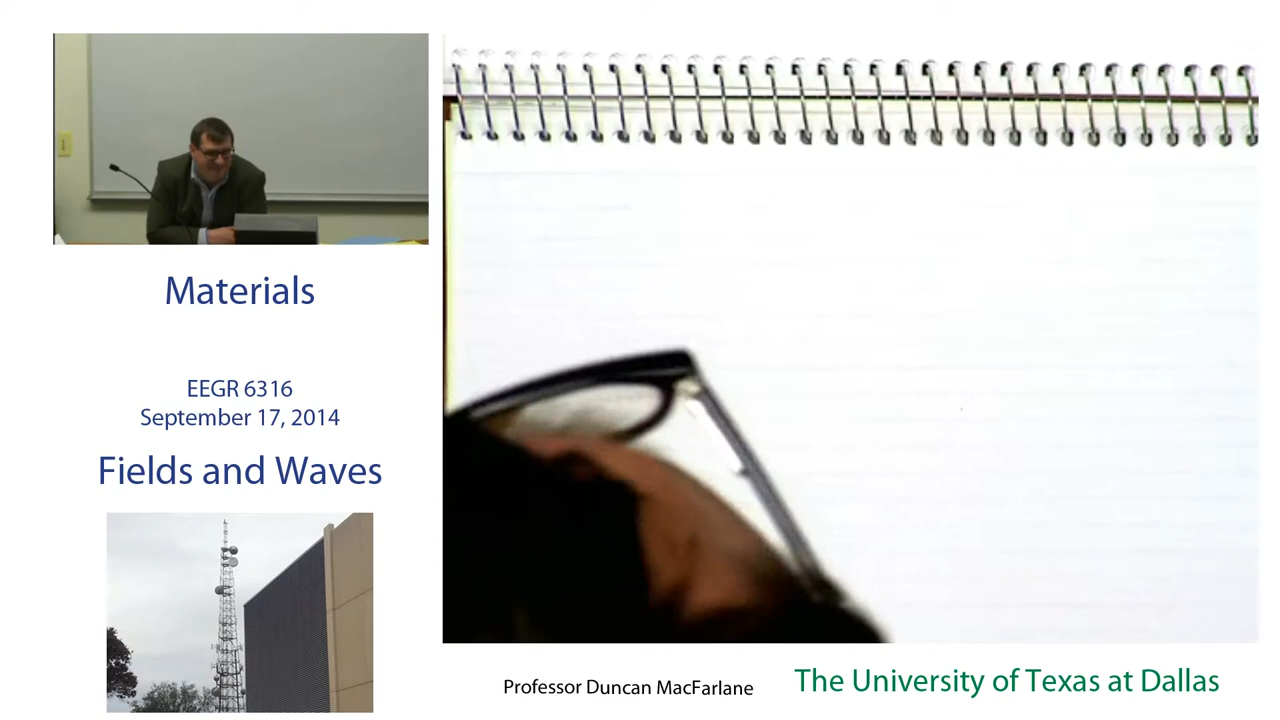 Materials
EEGR 6316
September 17, 2014
Fields and Waves
Professor Duncan MacFarlane
The University of Texas at Dallas